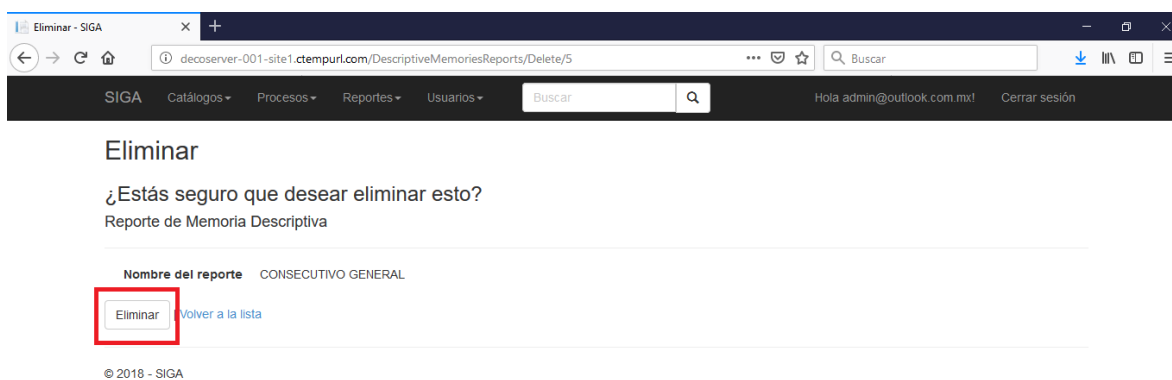 Eliminar - SIGA
decoserver-001-site1.ctempurl.com/DescriptiveMemoriesReports/Delete/5
Buscar
SIGA Catálogos Procesos Reportes Usuarios Buscar Hola admin@outlook.com.mx! Cerrar sesión
Eliminar
¿Estás seguro que desear eliminar esto?
Reporte de Memoria Descriptiva
Nombre del reporte CONSECUTIVO GENERAL
Eliminar | Volver a la lista
© 2018 - SIGA